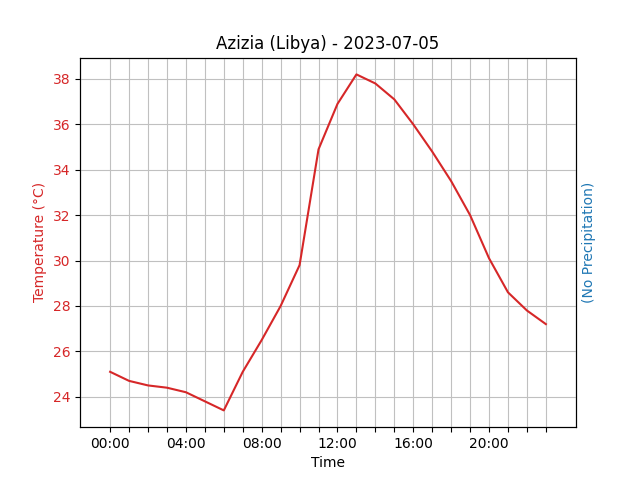 Azizia (Libya) - 2023-07-05
38
36
34
32
30
28
26
24
Temperature (°C)
(No Precipitation)
00:00 04:00 08:00 12:00 16:00 20:00
Time